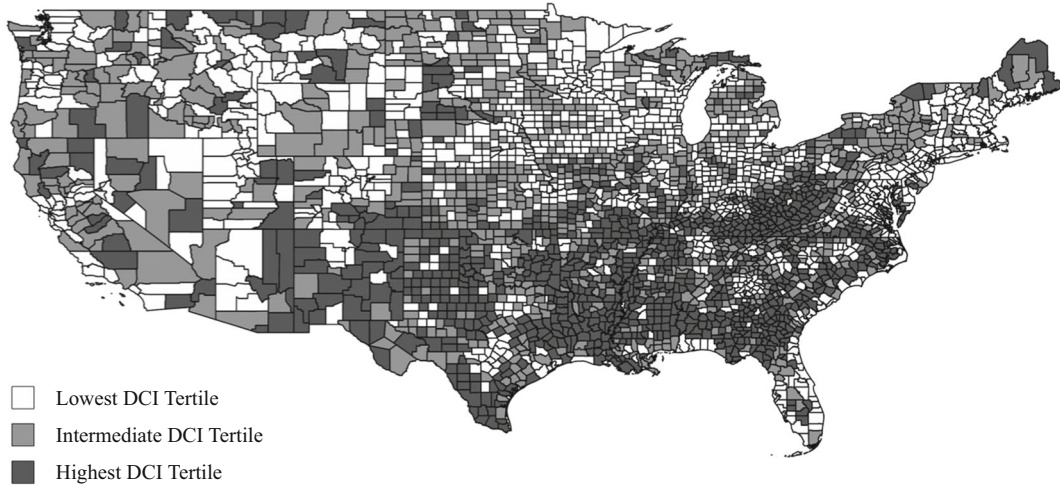 Lowest DCI Tertile
Intermediate DCI Tertile
Highest DCI Tertile